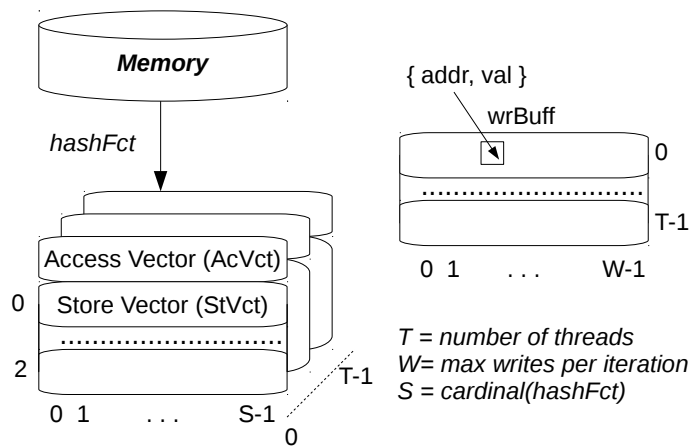 Memory
hashFct
Access Vector (AcVct)
0
Store Vector (StVct)
..............................
2
0 1 . . . S-1
0
T-1
{ addr, val }
wrBuff
0
..............................
T-1
0 1 . . . W-1
T = number of threads
W= max writes per iteration
S = cardinal(hashFct)